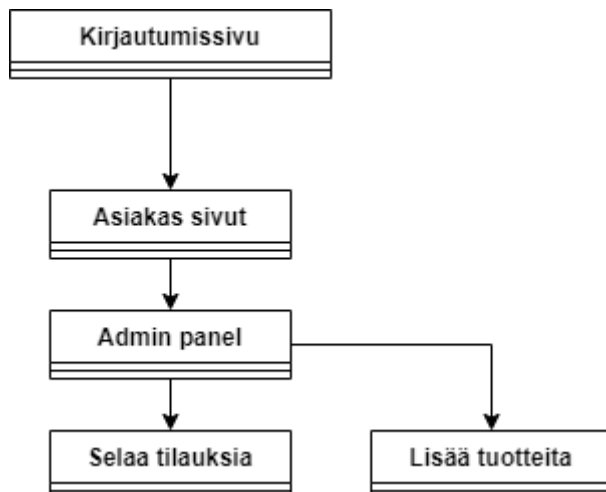 Kirjautumissivu
Asiakas sivut
Admin panel
Selaa tilauksia
Lisää tuotteita